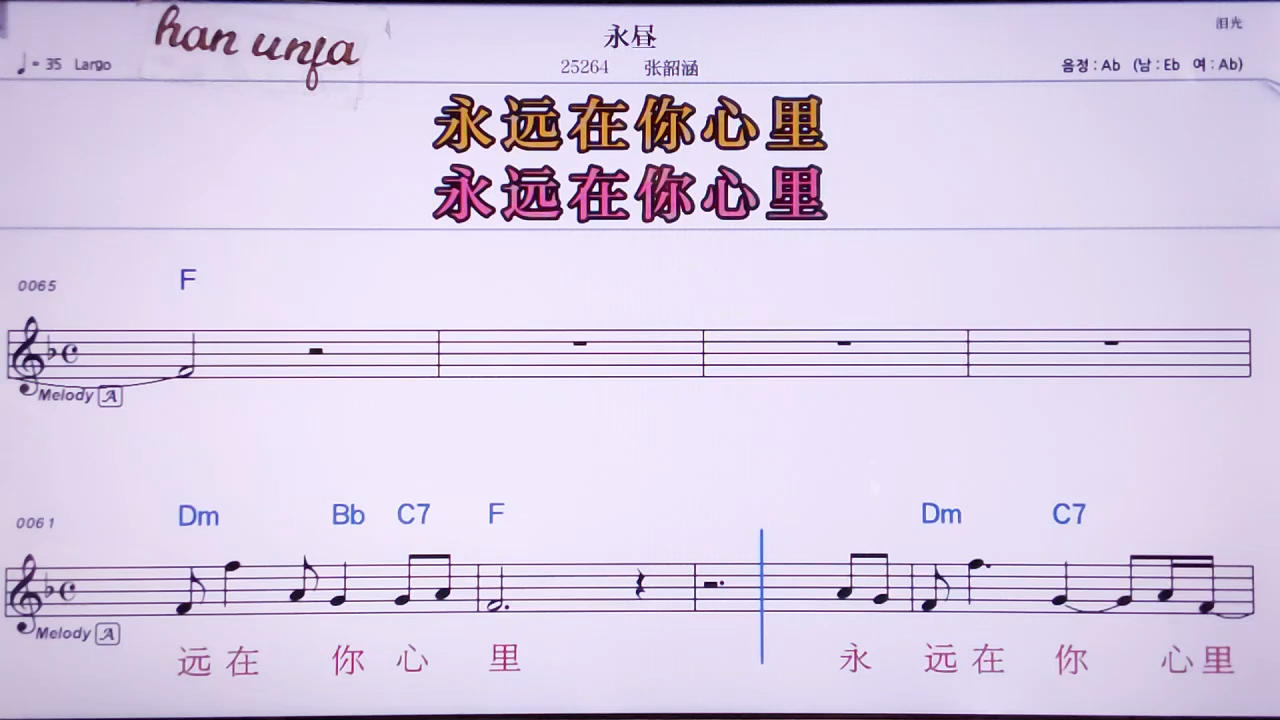 han unfa
永昼
泪光
♩= 35 Largo
25264 张韶涵
음정 : Ab (남 : Eb 여 : Ab)
永远在你心里
永远在你心里
0065
F
Melody A
0061
Dm Bb C7 F Dm C7
Melody A
远在 你 心 里 永 远在 你 心里